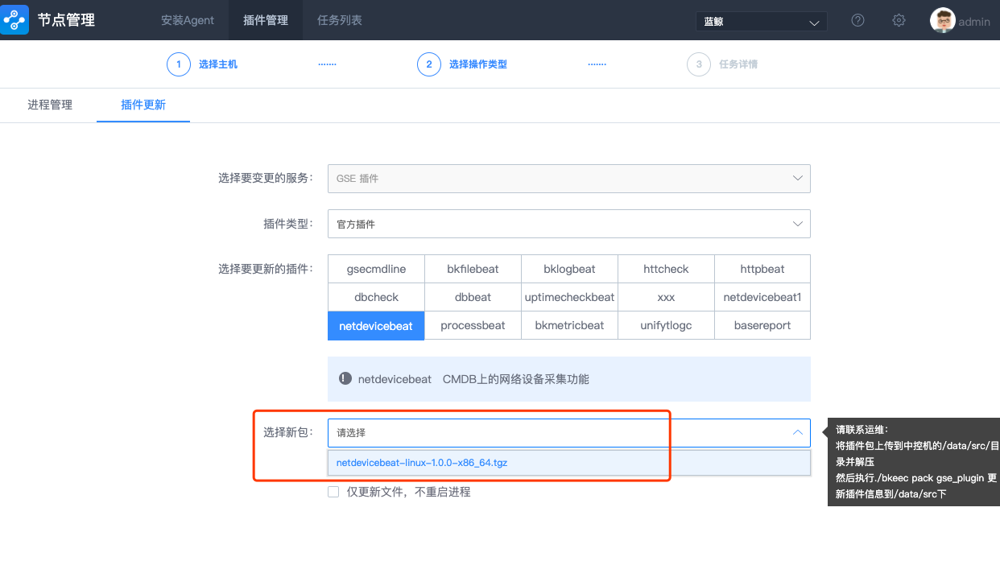 节点管理
安装Agent
插件管理
任务列表
蓝鲸
admin
1 选择主机
.......
2 选择操作类型
.......
3 任务详情
进程管理
插件更新
选择要变更的服务：
GSE 插件
插件类型：
官方插件
选择要更新的插件：
gsecmdline bkfilebeat bklogbeat httcheck httpbeat
dbcheck dbbeat uptimecheckbeat xxx netdevicebeat1
netdevicebeat processbeat bkmetricbeat unifytlogc basereport
netdevicebeat CMDB上的网络设备采集功能
选择新包：
请选择
netdevicebeat-linux-1.0.0-x86_64.tgz
仅更新文件，不重启进程
请联系运维：
将插件包上传到中控机的/data/src/目
录并解压
然后执行./bkeec pack gse_plugin 更
新插件信息到/data/src下